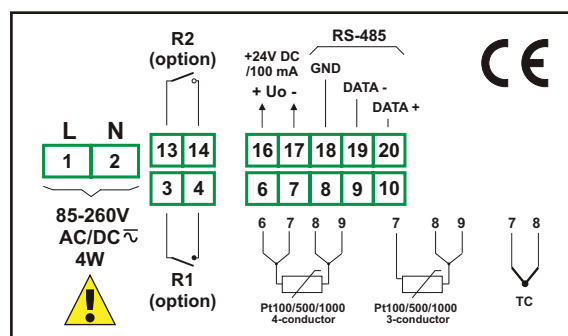 R2
(option)
+24V DC
/100 mA
+ Uo -
RS-485
GND
DATA -
DATA +
CE
L N
1 2
13 14
3 4
16 17 18 19 20
6 7 8 9 10
85-260V
AC/DC
4W
R1
(option)
6 7 8 9
Pt100/500/1000
4-conductor
7 8 9
Pt100/500/1000
3-conductor
7 8
TC